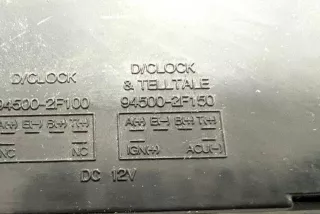 D/CLOCK
94500-2F100
A(+) E(-) B(+) T(+)
NC NC
D/CLOCK
& TELLTALE
94500-2F150
A(+) E(-) B(+) T(+)
IGN(+) ACU(-)
DC 12V